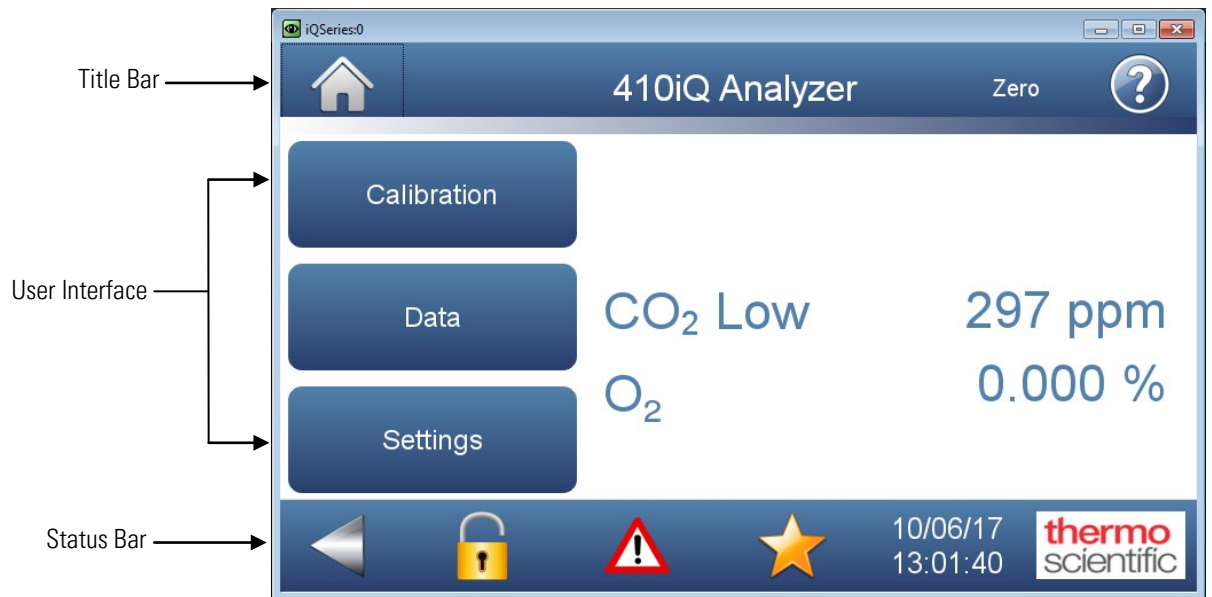 iQSeries:0
Title Bar
410iQ Analyzer
Zero
?
Calibration
User Interface
Data
CO₂ Low
297 ppm
O₂
0.000 %
Settings
Status Bar
!
10/06/17
13:01:40
thermo
scientific